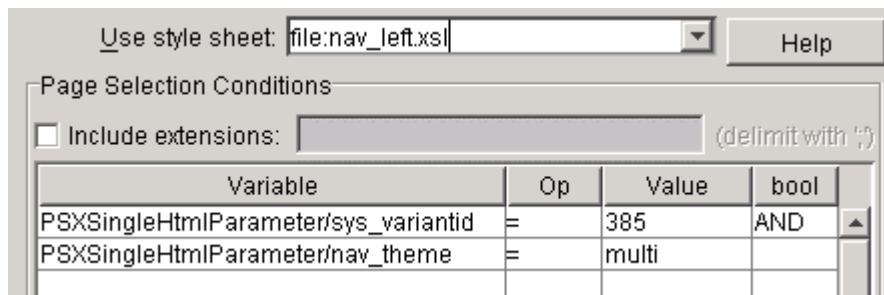 Use style sheet: file:nav_left.xsl Help
Page Selection Conditions
Include extensions: (delimit with ';')
Variable Op Value bool
PSXSingleHtmlParameter/sys_variantid = 385 AND
PSXSingleHtmlParameter/nav_theme = multi